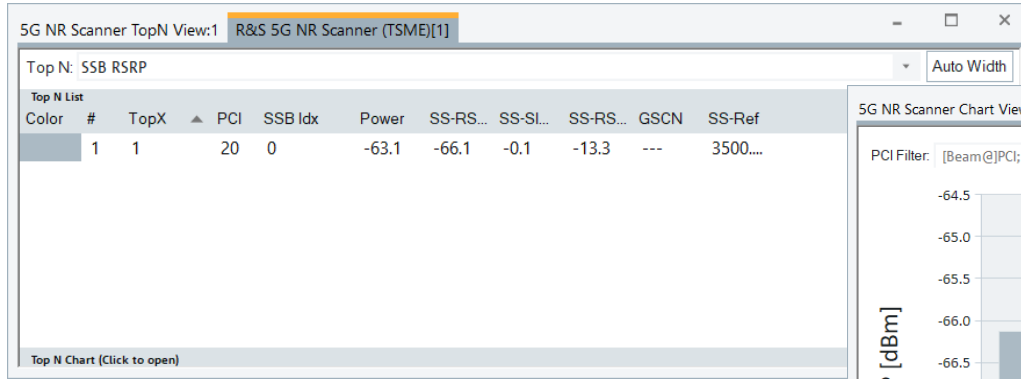 5G NR Scanner TopN View:1 R&S 5G NR Scanner (TSME)[1]
Top N: SSB RSRP Auto Width
Top N List
Color # TopX PCI SSB Idx Power SS-RS... SS-SI... SS-RS... GSCN SS-Ref
1 1 20 0 -63.1 -66.1 -0.1 -13.3 --- 3500....
Top N Chart (Click to open)
5G NR Scanner Chart View
PCI Filter: [Beam@]PCI;
-64.5
-65.0
-65.5
-66.0
-66.5
[dBm]